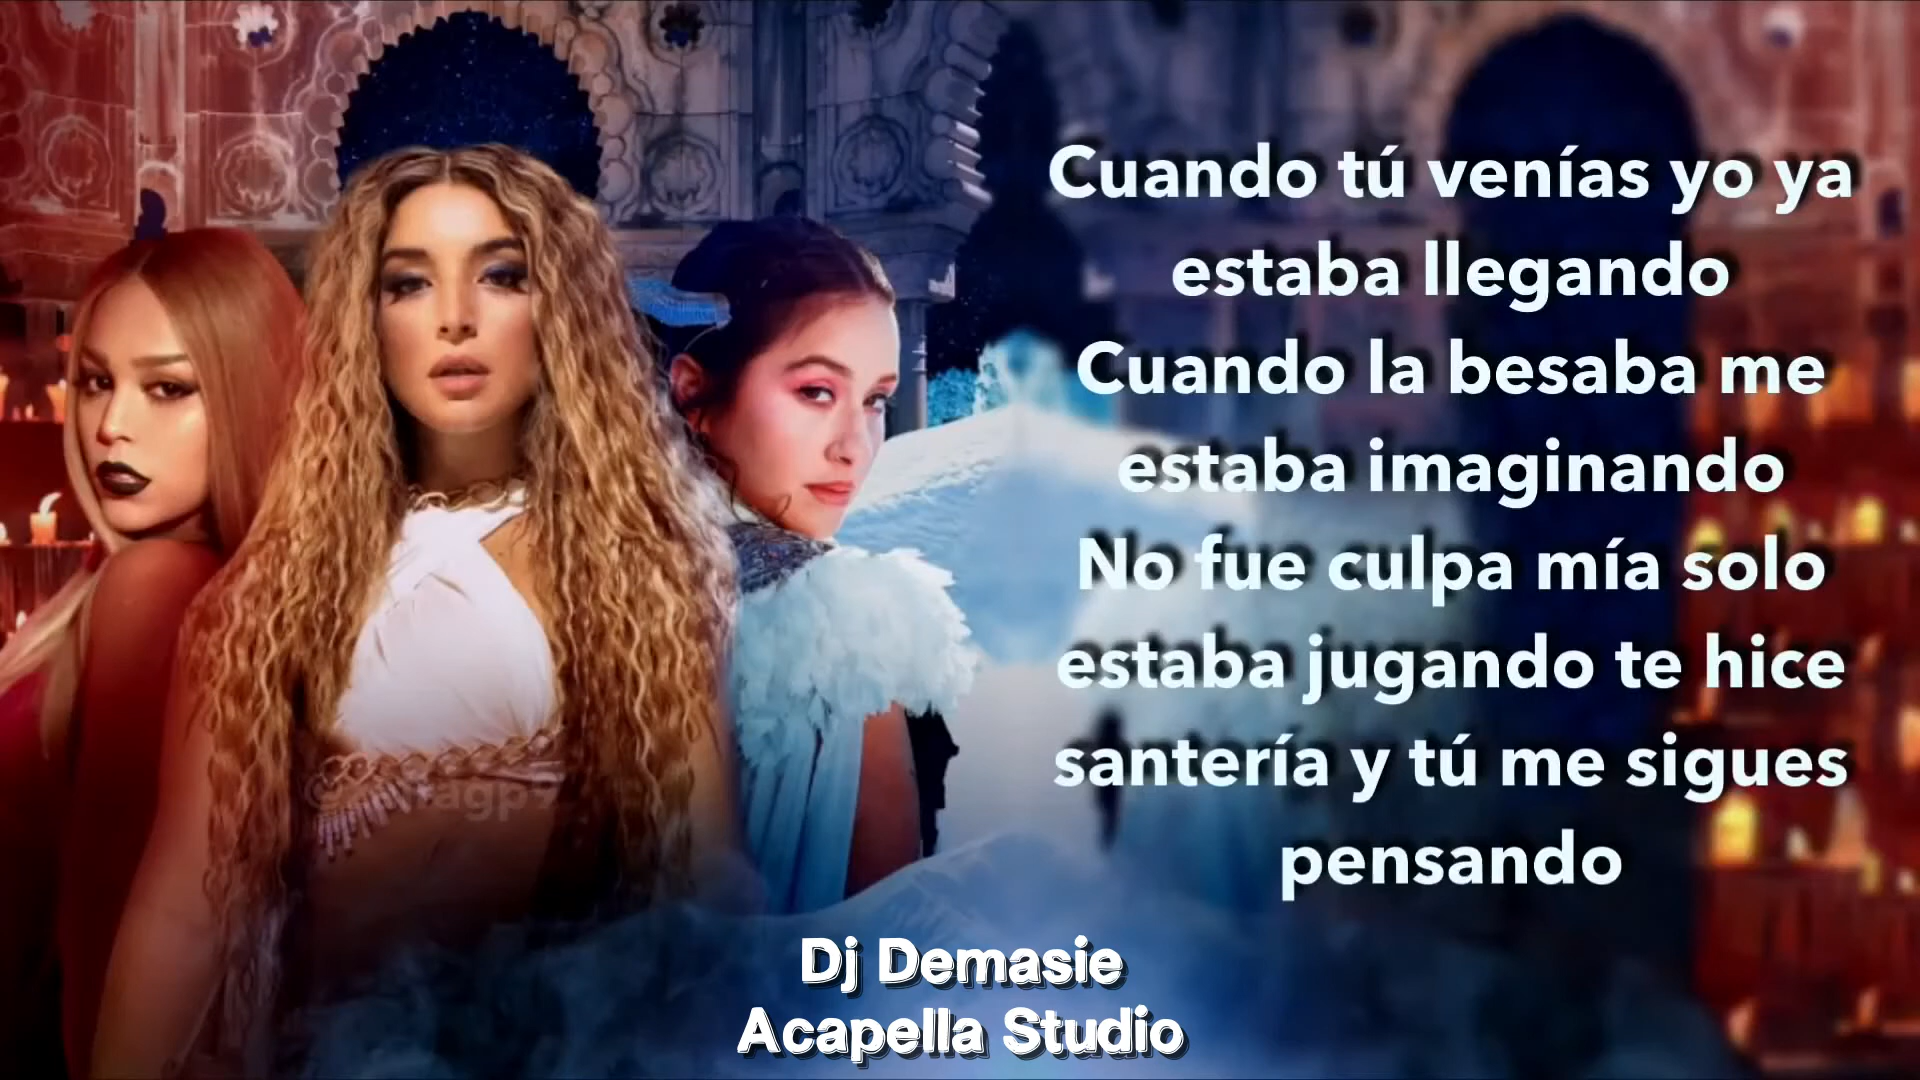 Cuando tú venías yo ya
estaba llegando
Cuando la besaba me
estaba imaginando
No fue culpa mía solo
estaba jugando te hice
santería y tú me sigues
pensando
Dj Demasie
Acapella Studio